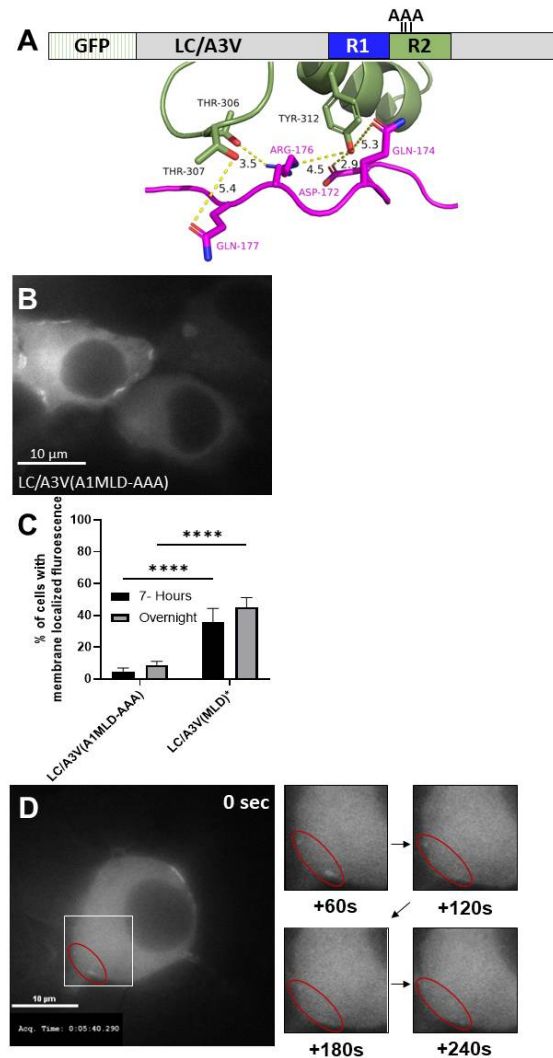 A
AAA
GFP
LC/A3V
R1
R2
THR-306
TYR-312
ARG-176
5.3
GLN-174
THR-307
3.5
4.5
2.9
5.4
ASP-172
GLN-177
B
10 µm
LC/A3V(A1MLD-AAA)
C
% of cells with
membrane localized fluroescence
100
80
60
40
20
0
****
****
7- Hours
Overnight
LC/A3V(A1MLD-AAA)
LC/A3V(MLD)*
D
0 sec
10 µm
Acq. Time: 0:05:40.290
+60s
+120s
+180s
+240s